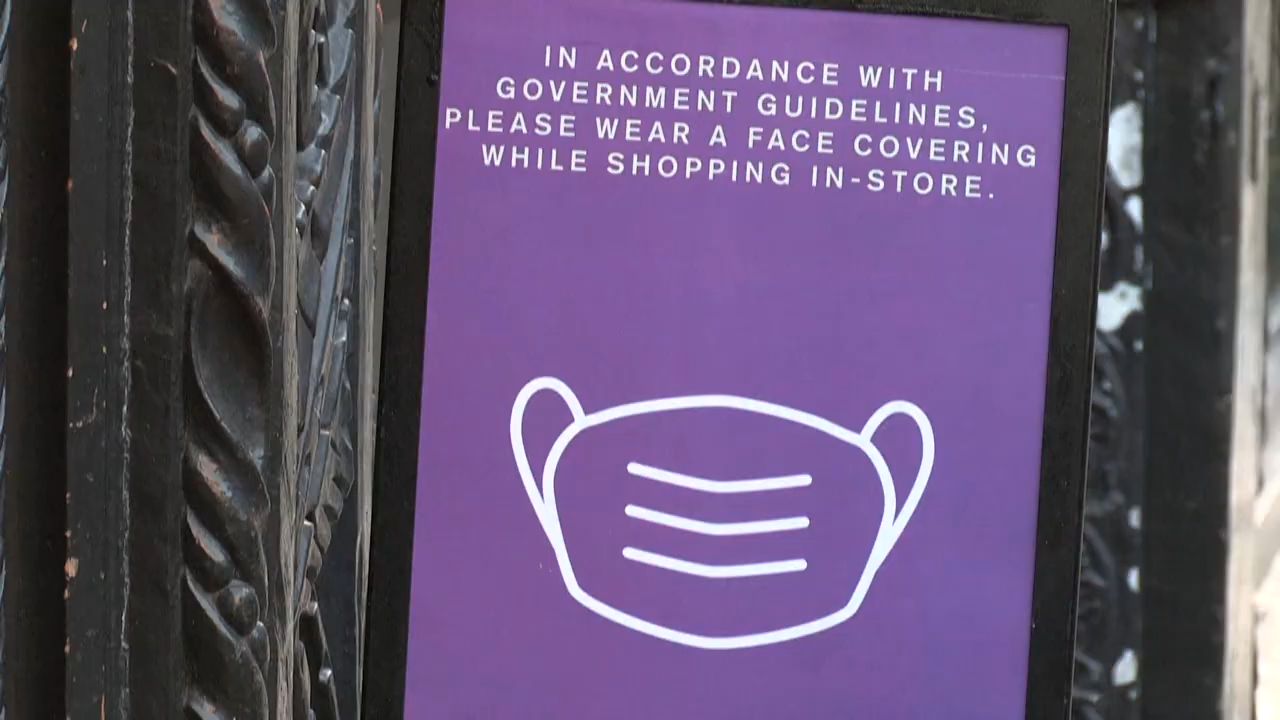 IN ACCORDANCE WITH
GOVERNMENT GUIDELINES,
PLEASE WEAR A FACE COVERING
WHILE SHOPPING IN-STORE.